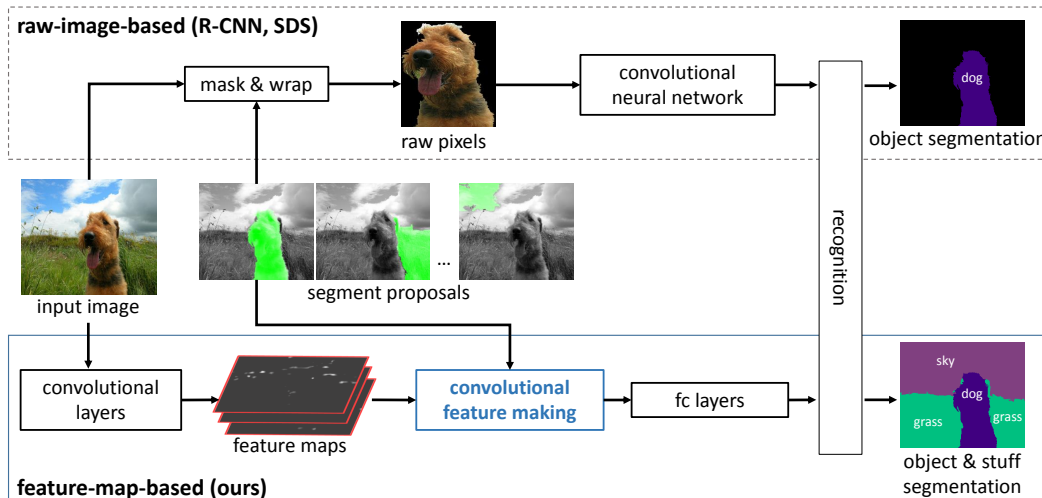 raw-image-based (R-CNN, SDS)
mask & wrap
raw pixels
convolutional
neural network
dog
object segmentation
input image
segment proposals
...
recognition
convolutional
layers
feature maps
convolutional
feature making
fc layers
sky
dog
grass
grass
object & stuff
segmentation
feature-map-based (ours)